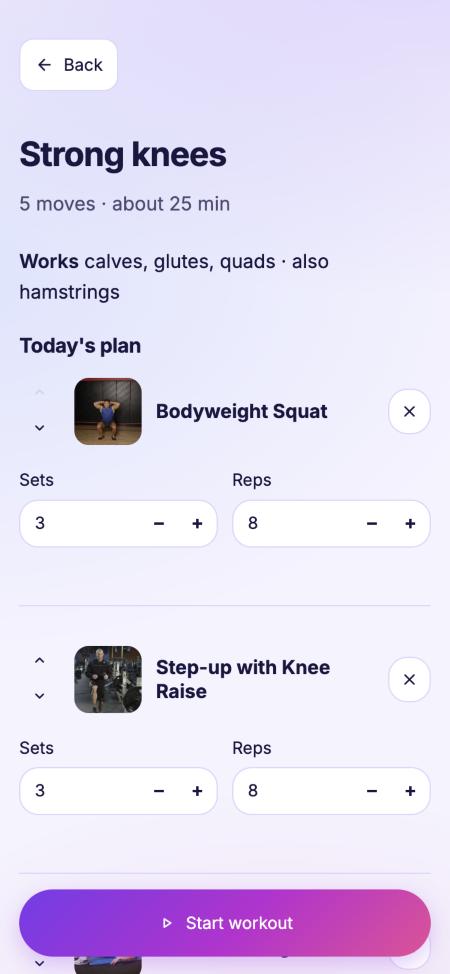 Back
Strong knees
5 moves · about 25 min
Works calves, glutes, quads · also
hamstrings
Today's plan
Bodyweight Squat
Sets
Reps
3
8
Step-up with Knee
Raise
Sets
Reps
3
8
Start workout